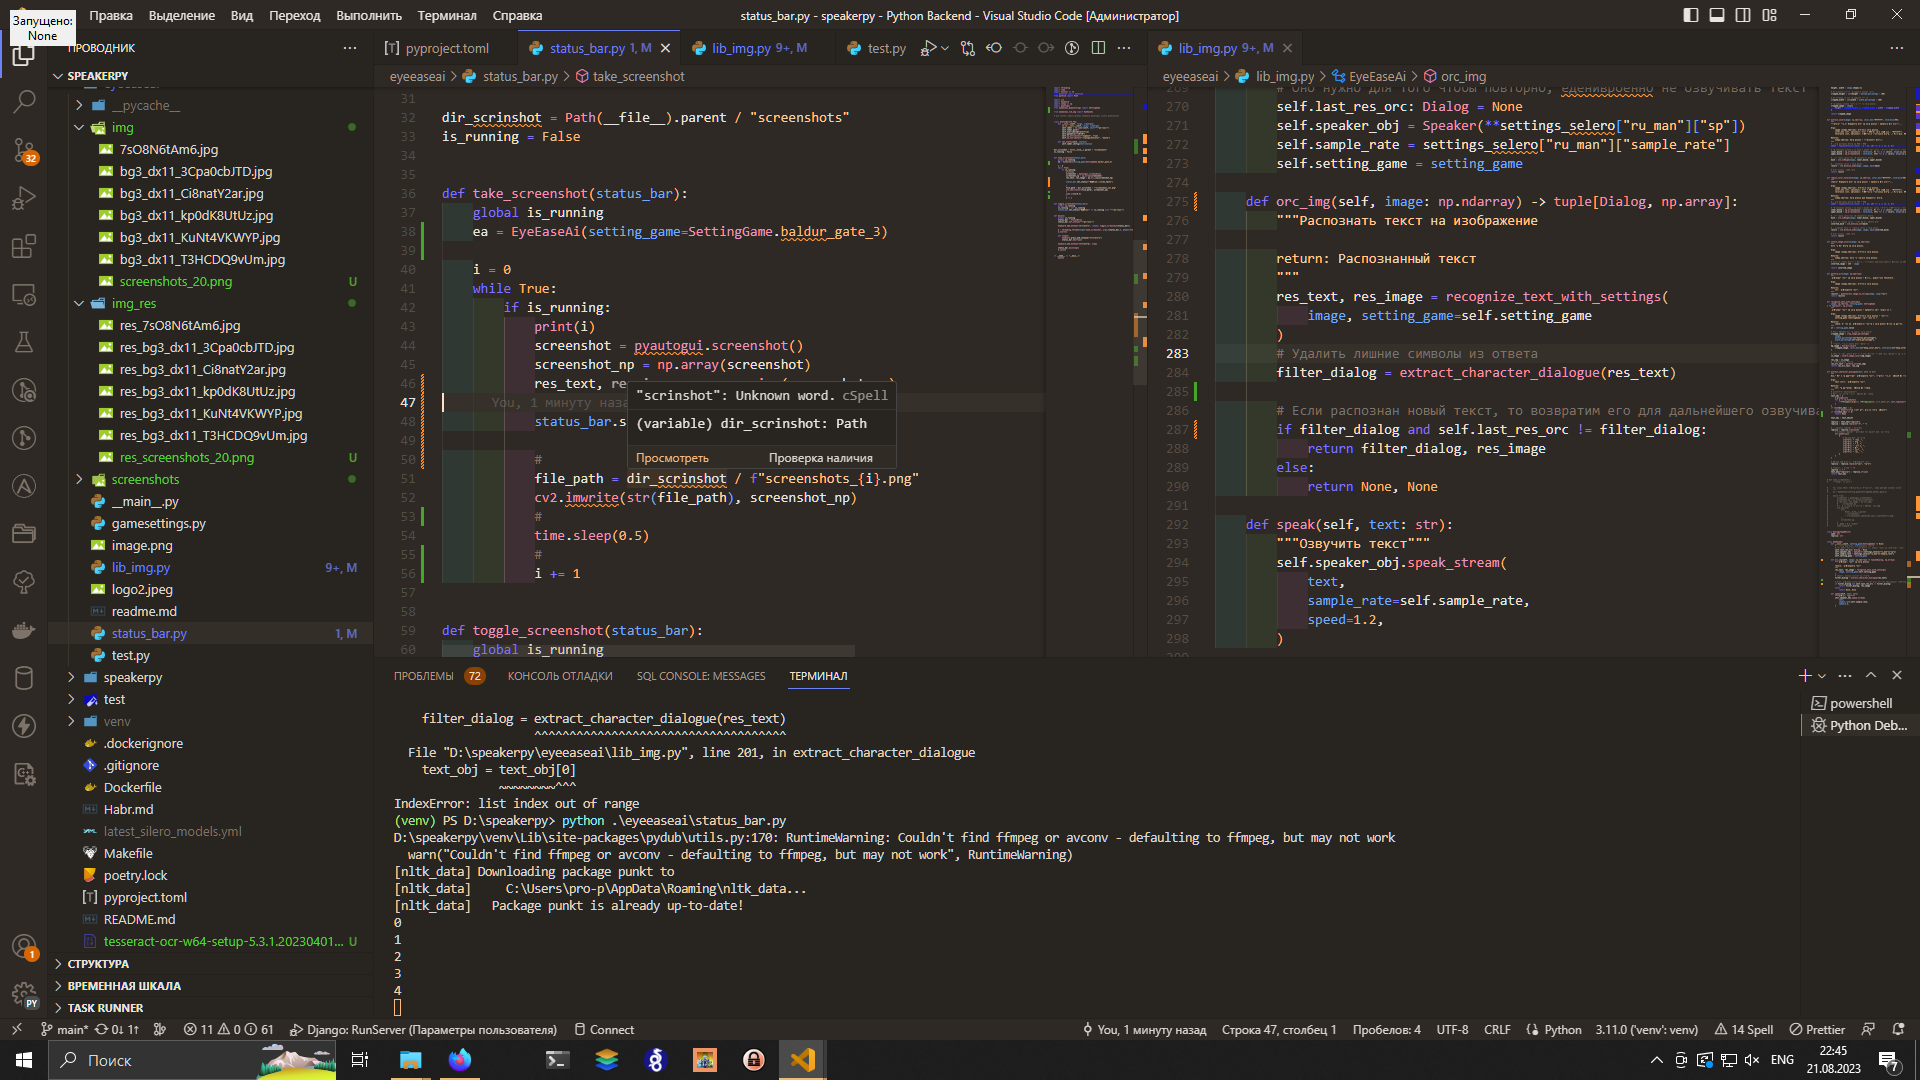 Запущено:
None
Правка Выделение Вид Переход Выполнить Терминал Справка
status_bar.py - speakerpy - Python Backend - Visual Studio Code [Администратор]
ПРОВОДНИК
SPEAKERPY
__pycache__
img
7sO8N6tAm6.jpg
bg3_dx11_3Cpa0cbJTD.jpg
bg3_dx11_Ci8natY2ar.jpg
bg3_dx11_kp0dK8UtUz.jpg
bg3_dx11_KuNt4VKWYP.jpg
bg3_dx11_T3HCDQ9vUm.jpg
screenshots_20.png U
img_res
res_7sO8N6tAm6.jpg
res_bg3_dx11_3Cpa0cbJTD.jpg
res_bg3_dx11_Ci8natY2ar.jpg
res_bg3_dx11_kp0dK8UtUz.jpg
res_bg3_dx11_KuNt4VKWYP.jpg
res_bg3_dx11_T3HCDQ9vUm.jpg
res_screenshots_20.png U
screenshots
__main__.py
gamesettings.py
image.png
lib_img.py 9+, M
logo2.jpeg
readme.md
status_bar.py 1, M
test.py
speakerpy
test
venv
.dockerignore
.gitignore
Dockerfile
Habr.md
latest_silero_models.yml
Makefile
poetry.lock
pyproject.toml
README.md
tesseract-ocr-w64-setup-5.3.1.20230401... U
СТРУКТУРА
ВРЕМЕННАЯ ШКАЛА
TASK RUNNER
32
1
PY
pyproject.toml status_bar.py 1, M lib_img.py 9+, M test.py
eyeeaseai > status_bar.py > take_screenshot
31
32 dir_scrinshot = Path(__file__).parent / "screenshots"
33 is_running = False
34
35
36 def take_screenshot(status_bar):
37 global is_running
38 ea = EyeEaseAi(setting_game=SettingGame.baldur_gate_3)
39
40 i = 0
41 while True:
42 if is_running:
43 print(i)
44 screenshot = pyautogui.screenshot()
45 screenshot_np = np.array(screenshot)
46 res_text,
47 You, 1 минуту наза
48 status_bar.s
49
50 #
51 file_path = dir_scrinshot / f"screenshots_{i}.png"
52 cv2.imwrite(str(file_path), screenshot_np)
53 #
54 time.sleep(0.5)
55 #
56 i += 1
57
58
59 def toggle_screenshot(status_bar):
60 global is_running
"scrinshot": Unknown word. cSpell
(variable) dir_scrinshot: Path
Просмотреть Проверка наличия
lib_img.py 9+, M
eyeeaseai > lib_img.py > EyeEaseAi > orc_img
269 # Оно нужно для того чтобы повторно, еденивроенно не озвучивать текст
270 self.last_res_orc: Dialog = None
271 self.speaker_obj = Speaker(**settings_selero["ru_man"]["sp"])
272 self.sample_rate = settings_selero["ru_man"]["sample_rate"]
273 self.setting_game = setting_game
274
275 def orc_img(self, image: np.ndarray) -> tuple[Dialog, np.array]:
276 """Распознать текст на изображение
277
278 return: Распознанный текст
279 """
280 res_text, res_image = recognize_text_with_settings(
281 image, setting_game=self.setting_game
282 )
283 # Удалить лишние символы из ответа
284 filter_dialog = extract_character_dialogue(res_text)
285
286 # Если распознан новый текст, то возвратим его для дальнейшего озвучива
287 if filter_dialog and self.last_res_orc != filter_dialog:
288 return filter_dialog, res_image
289 else:
290 return None, None
291
292 def speak(self, text: str):
293 """Озвучить текст"""
294 self.speaker_obj.speak_stream(
295 text,
296 sample_rate=self.sample_rate,
297 speed=1.2,
298 )
ПРОБЛЕМЫ 72 КОНСОЛЬ ОТЛАДКИ SQL CONSOLE: MESSAGES ТЕРМИНАЛ
filter_dialog = extract_character_dialogue(res_text)
^^^^^^^^^^^^^^^^^^^^^^^^^^^^^^^^^^^^
File "D:\speakerpy\eyeeaseai\lib_img.py", line 201, in extract_character_dialogue
text_obj = text_obj[0]
~~~~~~~~^^^
IndexError: list index out of range
(venv) PS D:\speakerpy> python .\eyeeaseai\status_bar.py
D:\speakerpy\venv\Lib\site-packages\pydub\utils.py:170: RuntimeWarning: Couldn't find ffmpeg or avconv - defaulting to ffmpeg, but may not work
warn("Couldn't find ffmpeg or avconv - defaulting to ffmpeg, but may not work", RuntimeWarning)
[nltk_data] Downloading package punkt to
[nltk_data] C:\Users\pro-p\AppData\Roaming\nltk_data...
[nltk_data] Package punkt is already up-to-date!
0
1
2
3
4
powershell
Python Deb...
main* 0↓ 1↑ 11 0 61 Django: RunServer (Параметры пользователя) Connect
You, 1 минуту назад Строка 47, столбец 1 Пробелов: 4 UTF-8 CRLF Python 3.11.0 ('venv': venv) 14 Spell Prettier
Поиск
ENG
22:45
21.08.2023
7